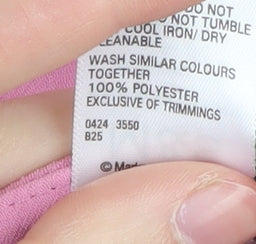 DO NOT
NOT TUMBLE
COOL IRON/ DRY
CLEANABLE
WASH SIMILAR COLOURS
TOGETHER
100% POLYESTER
EXCLUSIVE OF TRIMMINGS
0424 3550
B25
©